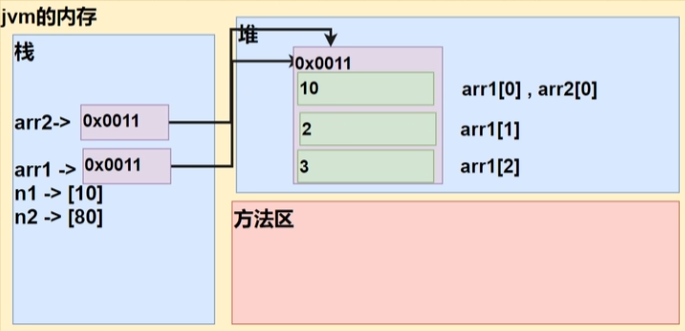 jvm的内存
栈
arr2-> 0x0011
arr1 -> 0x0011
n1 -> [10]
n2 -> [80]
堆
0x0011
10 arr1[0] , arr2[0]
2 arr1[1]
3 arr1[2]
方法区